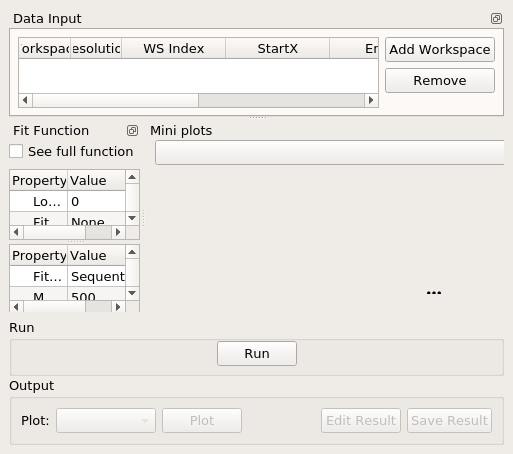 Data Input
orkspac esolutic WS Index StartX En
Add Workspace
Remove
Fit Function
Mini plots
See full function
Property Value
Lo... 0
Fit None
Property Value
Fit... Sequent
M 500
Run
Run
Output
Plot: Plot Edit Result Save Result